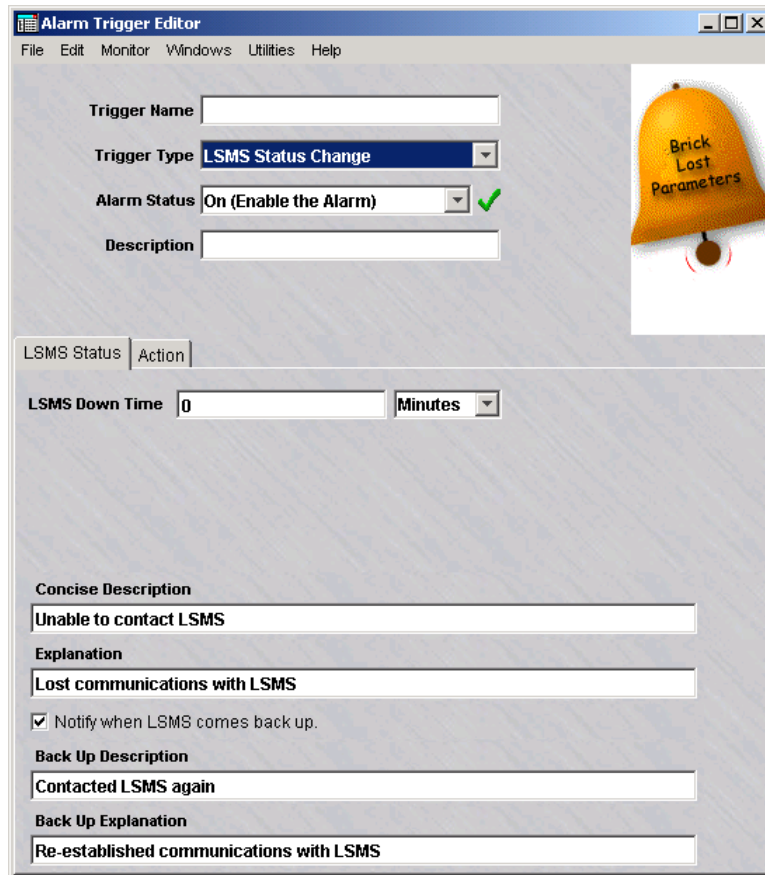 Alarm Trigger Editor
File Edit Monitor Windows Utilities Help
Trigger Name
Trigger Type LSMS Status Change
Alarm Status On (Enable the Alarm)
Description
Brick
Lost
Parameters
LSMS Status Action
LSMS Down Time 0 Minutes
Concise Description
Unable to contact LSMS
Explanation
Lost communications with LSMS
Notify when LSMS comes back up.
Back Up Description
Contacted LSMS again
Back Up Explanation
Re-established communications with LSMS